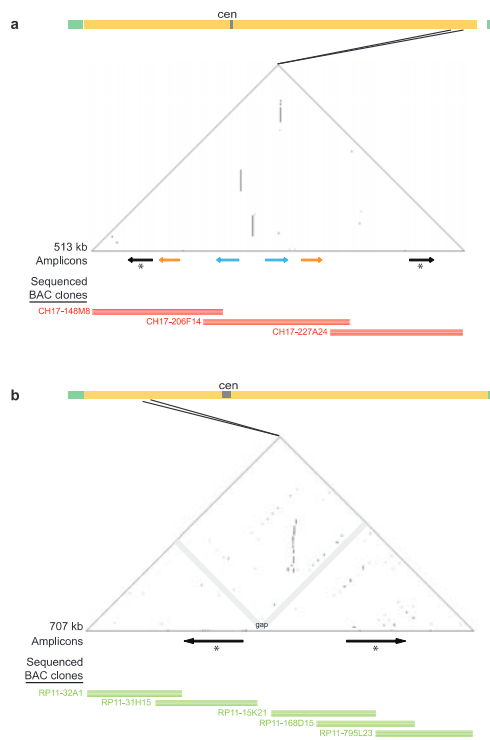 a
cen
513 kb
Amplicons
* *
Sequenced
BAC clones
CH17-148M8
CH17-206F14
CH17-227A24
b
cen
gap
707 kb
Amplicons
* *
Sequenced
BAC clones
RP11-32A1
RP11-31H15
RP11-15K21
RP11-168D15
RP11-795L23